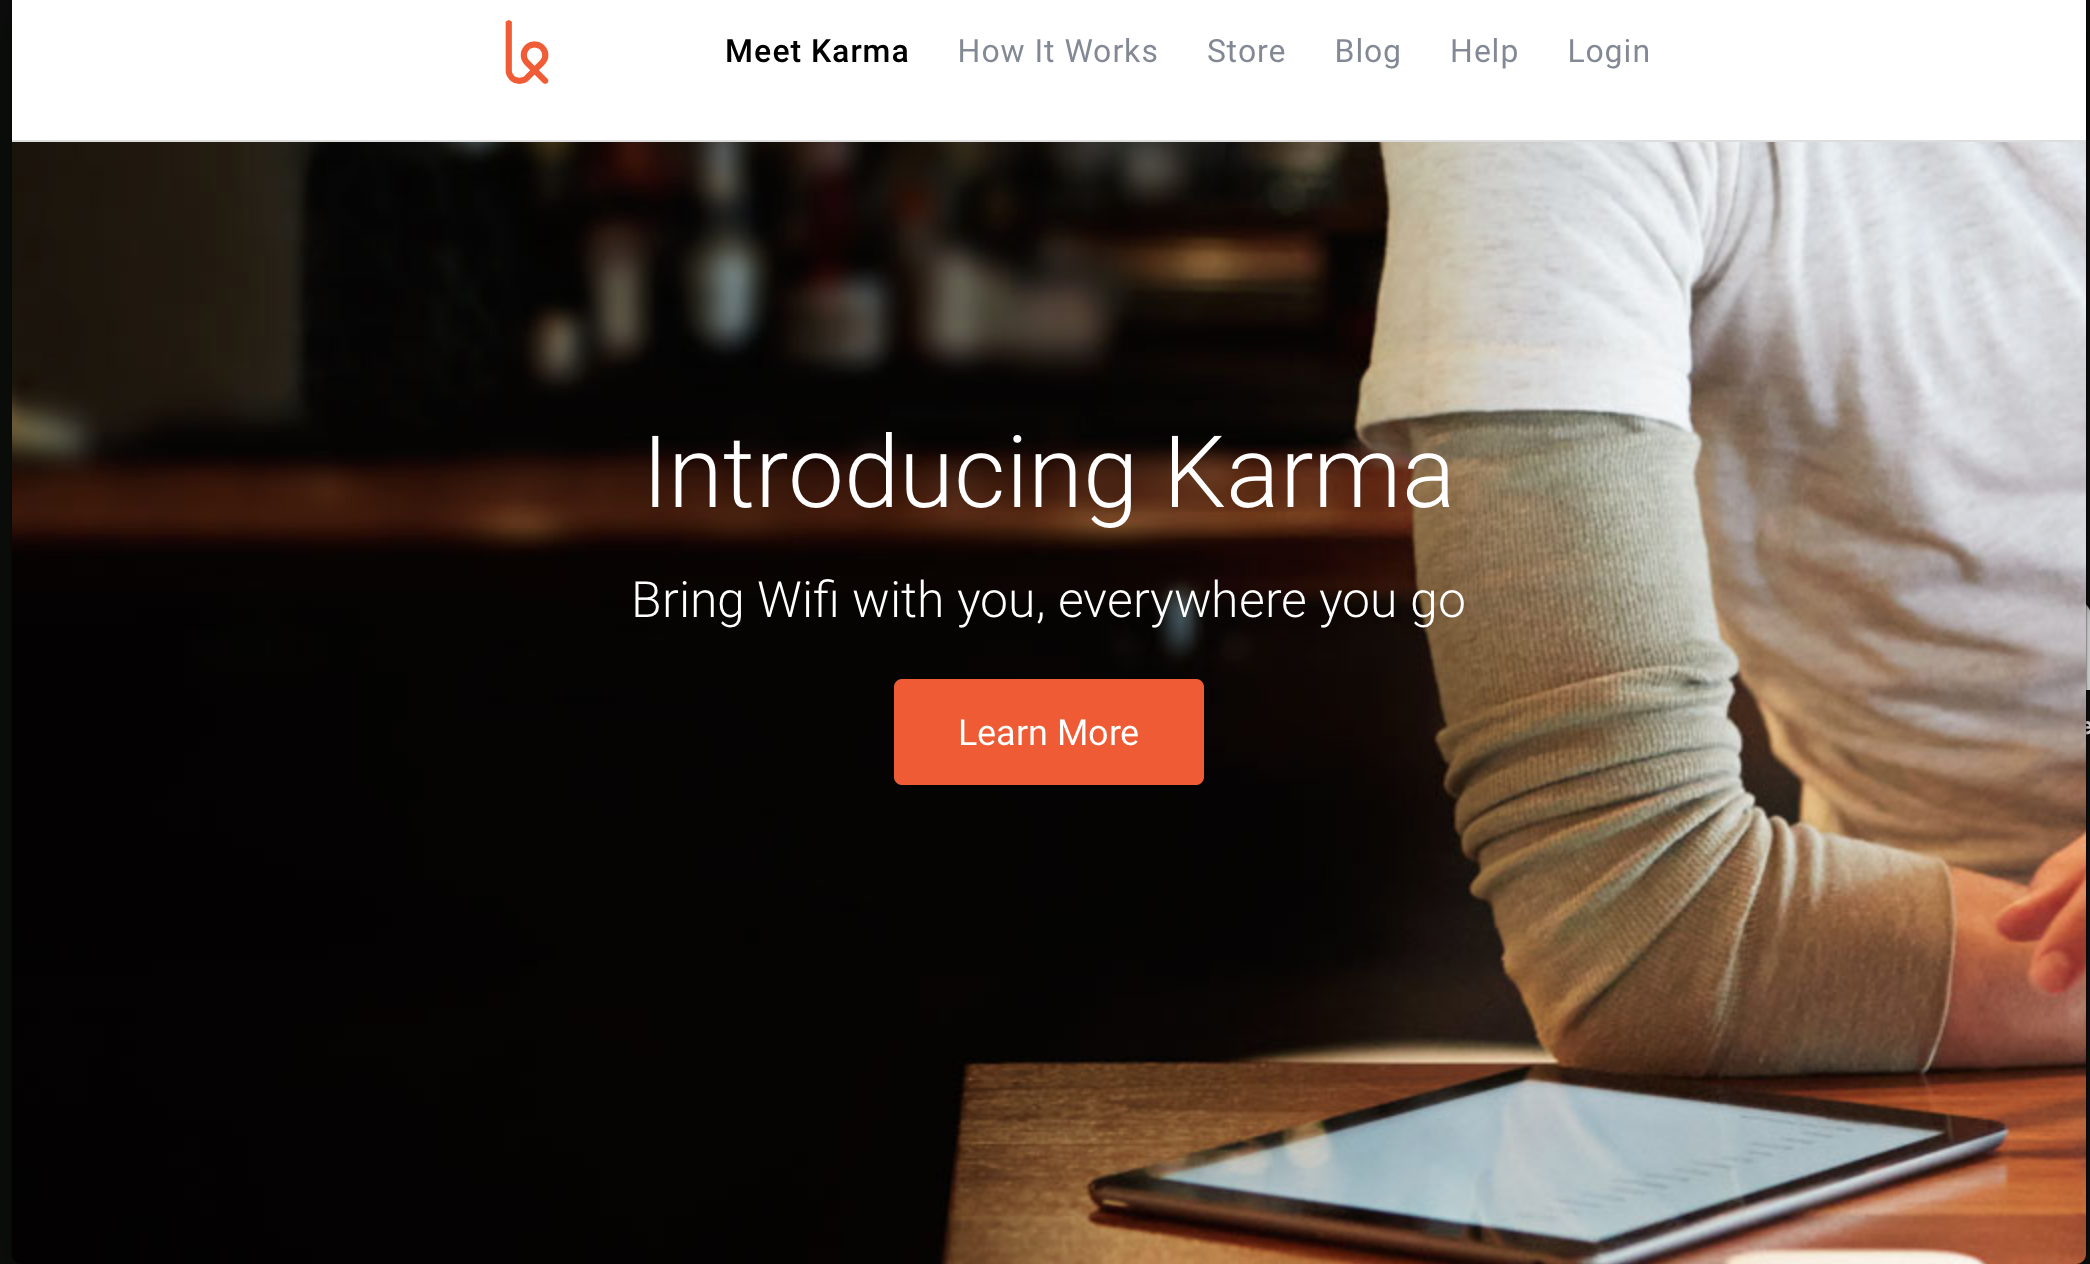 Meet Karma How It Works Store Blog Help Login
Introducing Karma
Bring Wifi with you, everywhere you go
Learn More